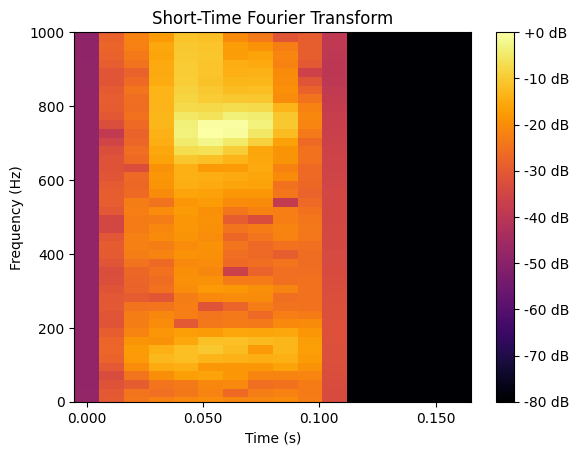 Short-Time Fourier Transform
Frequency (Hz)
1000
800
600
400
200
0
0.000
0.050
0.100
0.150
Time (s)
+0 dB
-10 dB
-20 dB
-30 dB
-40 dB
-50 dB
-60 dB
-70 dB
-80 dB